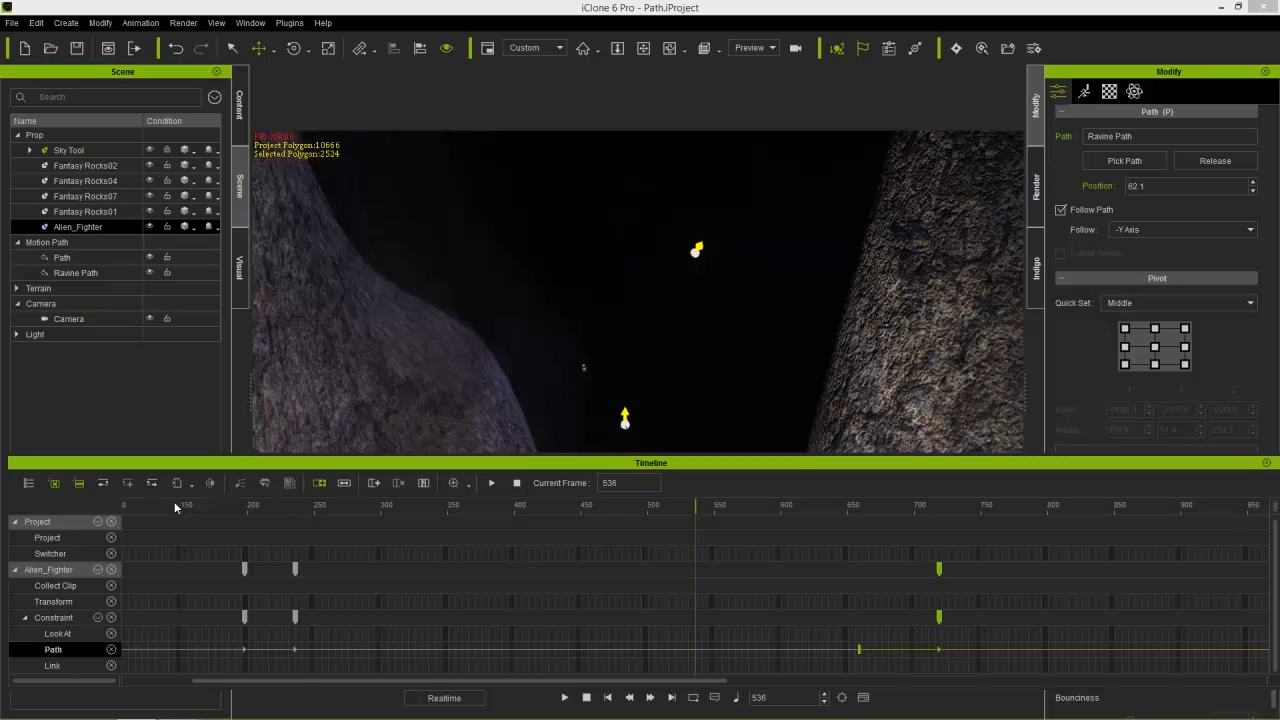 iClone 6 Pro - Path.iProject
File Edit Create Modify Animation Render View Window Plugins Help
Custom Preview
Scene
Search
Name Condition
Prop
Sky Tool
Fantasy Rocks02
Fantasy Rocks04
Fantasy Rocks07
Fantasy Rocks01
Alien_Fighter
Motion Path
Path
Ravine Path
Terrain
Camera
Camera
Light
Content
Scene
Visual
Project Polygon:10666
Selected Polygon:2524
Modify
Render
Indigo
Modify
Path (P)
Path : Ravine Path
Pick Path Release
Position : 62.1
Follow Path
Follow : -Y Axis
Pivot
Quick Set : Middle
Timeline
Current Frame : 536
0 150 200 250 300 350 400 450 500 550 600 650 700 750 800 850 900 950
Project
Project
Switcher
Alien_Fighter
Collect Clip
Transform
Constraint
Look At
Path
Link
Realtime
536
Bounciness